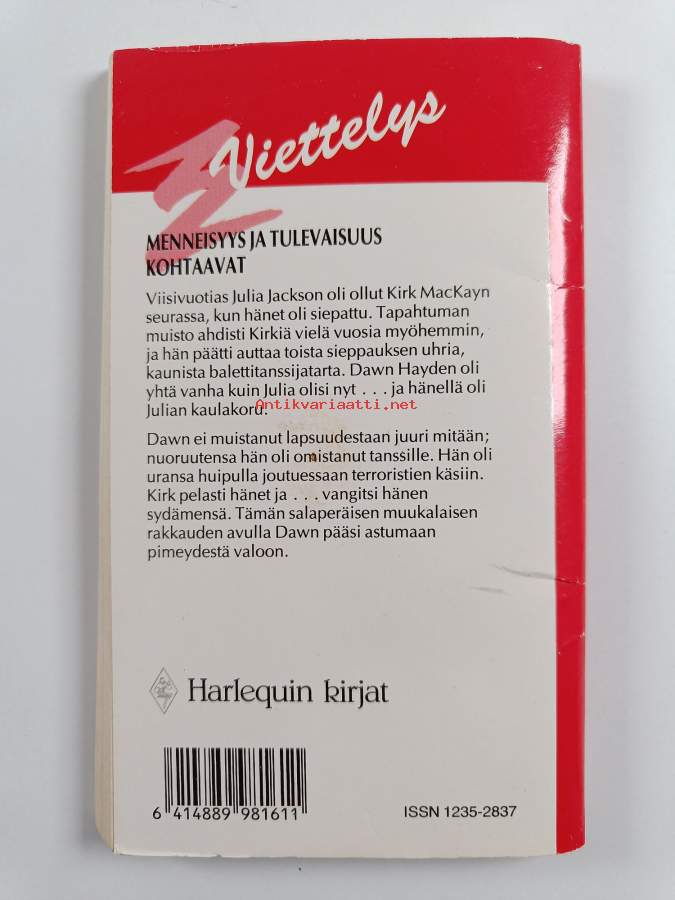 Viettelys
MENNEISYYS JA TULEVAISUUS
KOHTAAVAT
Viisivuotias Julia Jackson oli ollut Kirk MacKayn
seurassa, kun hänet oli siepattu. Tapahtuman
muisto ahdisti Kirkiä vielä vuosia myöhemmin,
ja hän päätti auttaa toista sieppauksen uhria,
kaunista balettitanssijatarta. Dawn Hayden oli
yhtä vanha kuin Julia olisi nyt . . . ja hänellä oli
Antikvariaatti.net
Julian kaulakoru.
Dawn ei muistanut lapsuudestaan juuri mitään;
nuoruutensa hän oli omistanut tanssille. Hän oli
uransa huipulla joutuessaan terroristien käsiin.
Kirk pelasti hänet ja . . . vangitsi hänen
sydämensä. Tämän salaperäisen muukalaisen
rakkauden avulla Dawn pääsi astumaan
pimeydestä valoon.
Harlequin kirjat
6 414889 981611
ISSN 1235-2837